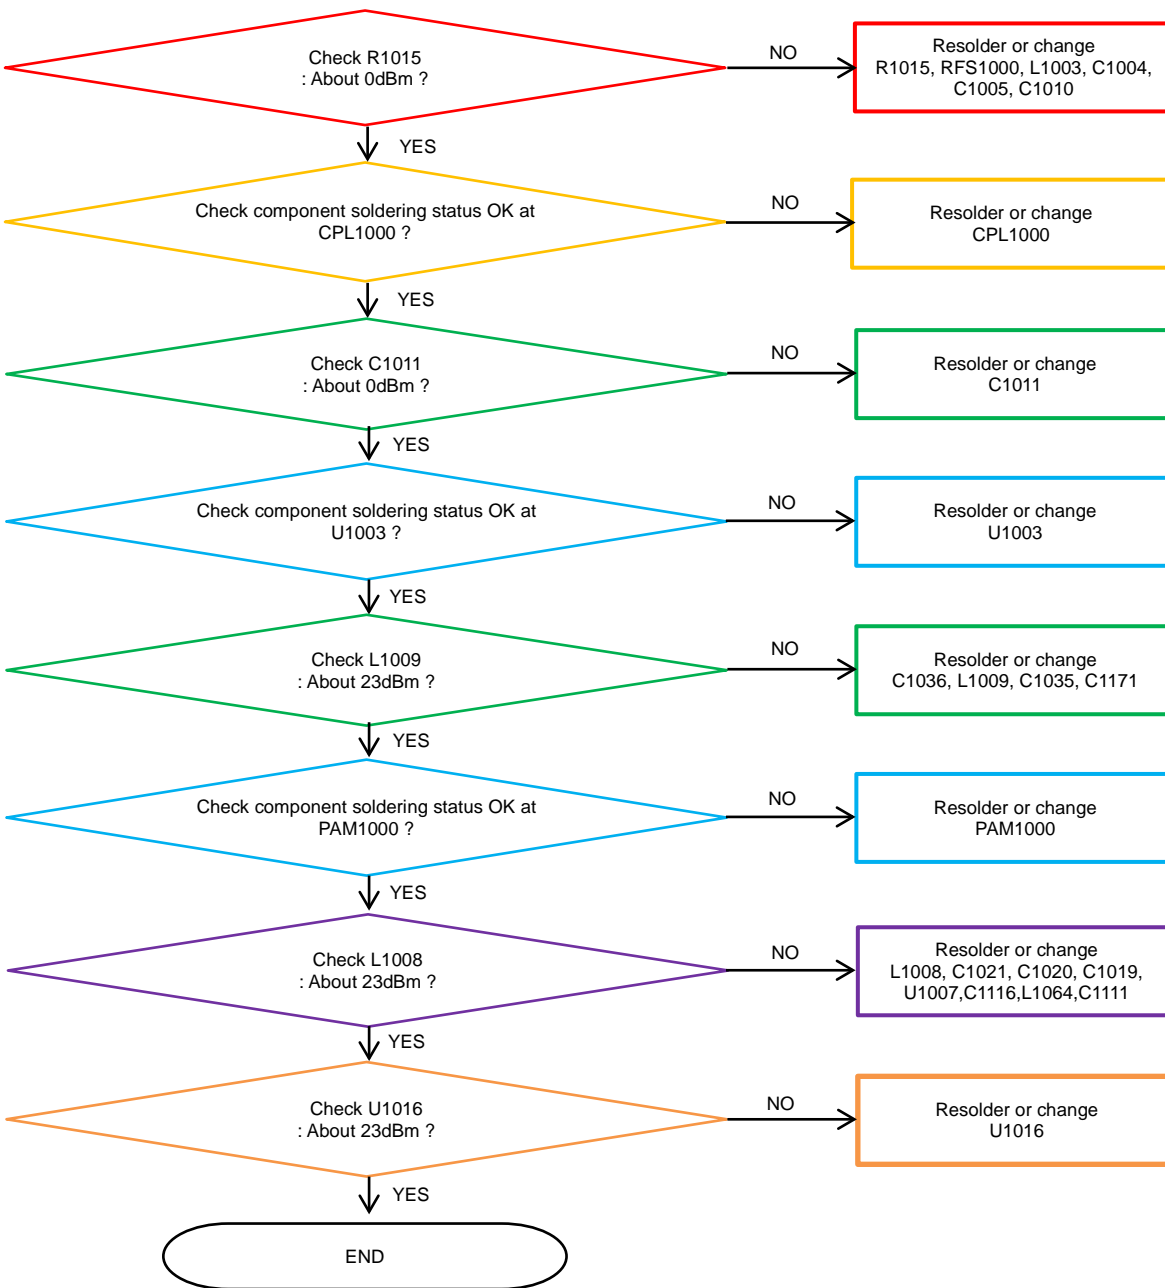 Check R1015
: About 0dBm ?
NO
Resolder or change
R1015, RFS1000, L1003, C1004,
C1005, C1010
YES
Check component soldering status OK at
CPL1000 ?
NO
Resolder or change
CPL1000
YES
Check C1011
: About 0dBm ?
NO
Resolder or change
C1011
YES
Check component soldering status OK at
U1003 ?
NO
Resolder or change
U1003
YES
Check L1009
: About 23dBm ?
NO
Resolder or change
C1036, L1009, C1035, C1171
YES
Check component soldering status OK at
PAM1000 ?
NO
Resolder or change
PAM1000
YES
Check L1008
: About 23dBm ?
NO
Resolder or change
L1008, C1021, C1020, C1019,
U1007,C1116,L1064,C1111
YES
Check U1016
: About 23dBm ?
NO
Resolder or change
U1016
YES
END